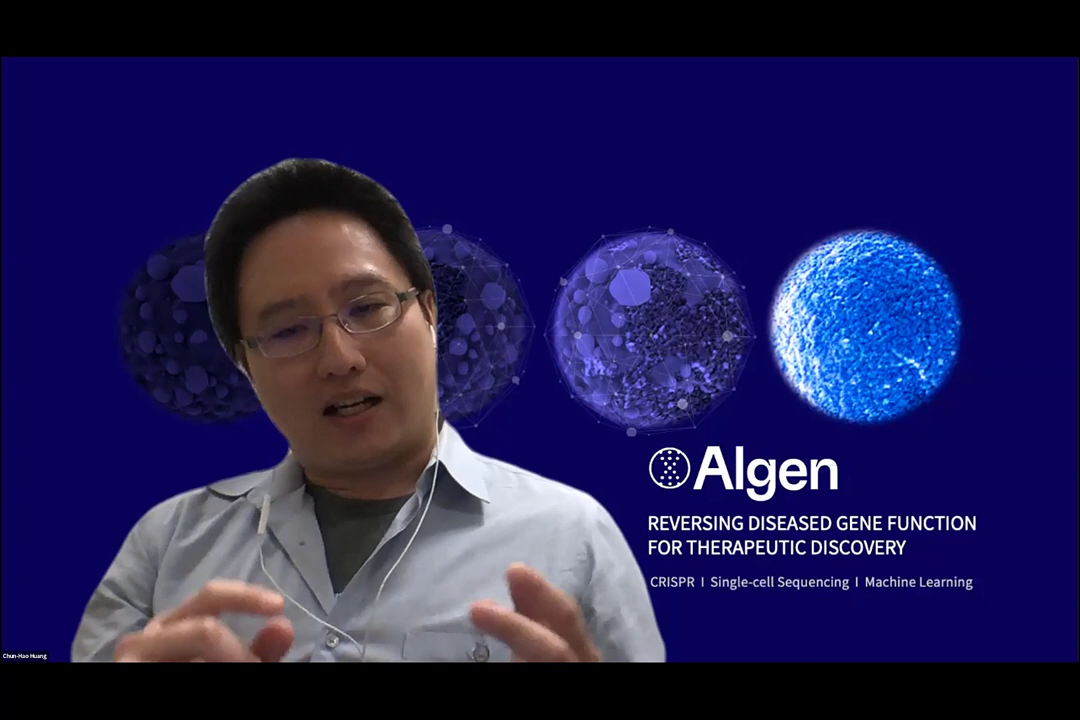 Algen
REVERSING DISEASED GENE FUNCTION
FOR THERAPEUTIC DISCOVERY
CRISPR I Single-cell Sequencing I Machine Learning
Chun-Hao Huang